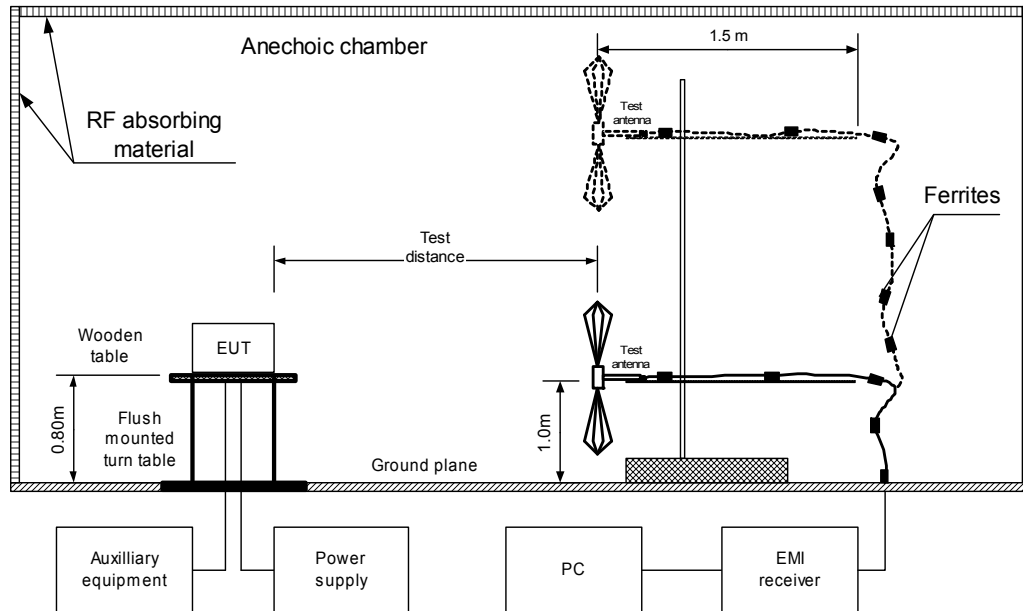 Anechoic chamber
1.5 m
Test
antenna
RF absorbing
material
Ferrites
Test
distance
Wooden
table
EUT
Test
antenna
0.80m
Flush
mounted
turn table
1.0m
Ground plane
Auxilliary
equipment
Power
supply
PC
EMI
receiver